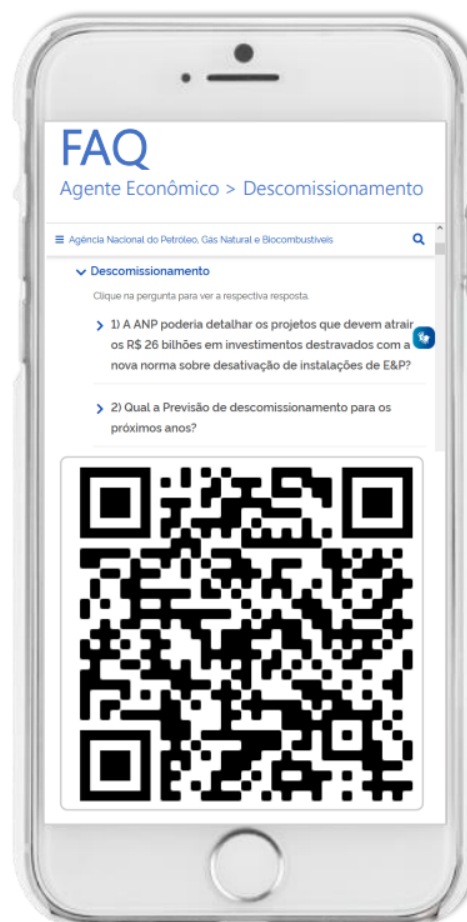 FAQ
Agente Econômico > Descomissionamento
Agência Nacional do Petróleo, Gás Natural e Biocombustíveis
Descomissionamento
Clique na pergunta para ver a respectiva resposta.
1) A ANP poderia detalhar os projetos que devem atrair
os R$ 26 bilhões em investimentos destravados com a
nova norma sobre desativação de instalações de E&P?
2) Qual a Previsão de descomissionamento para os
próximos anos?